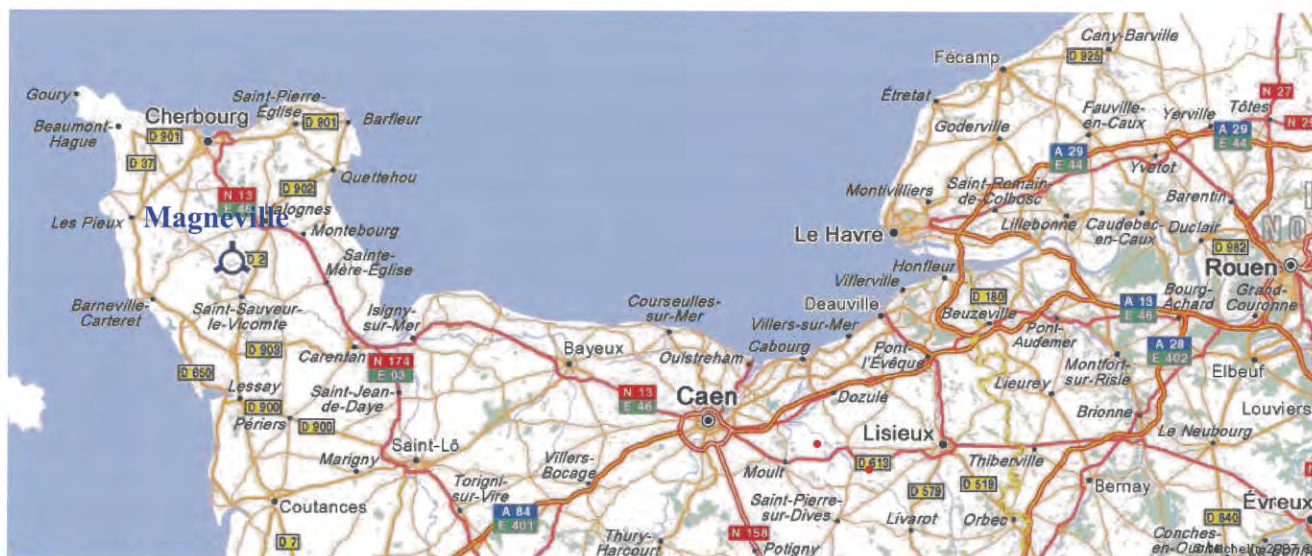 Cany-Barville
Fécamp
D 925
Goury
Étretat
N 27
Saint-Pierre-
Église
Fauville-
en-Caux
Yerville
Tôtes
Cherbourg
D 901
Barfleur
Beaumont-
Hague
D 901
Goderville
A 29
E 44
A 29
E 44
Yvetot
D 37
Quettehou
D 902
N 13
Montivilliers
Saint-Romain-
de-Colbosc
Barentin
Les Pieux
Magneville
Montebourg
Lillebonne
Caudebec-
en-Caux
Duclair
Le Havre
D 982
D 2
Sainte-
Mère-Église
Honfleur
Rouen
Villerville
Barneville-
Carteret
Saint-Sauveur-
le-Vicomte
Isigny-
sur-Mer
Courseulles-
sur-Mer
Deauville
D 180
Bourg-
Achard
Grand-
Couronne
Beuzeville
A 13
E 46
Villers-sur-Mer
Cabourg
Ouistreham
Pont-
Audemer
D 903
Carentan
Bayeux
Pont-
l'Évêque
A 28
E 402
N 174
E 03
Montfort-
sur-Risle
Elbeuf
D 650
Lessay
Saint-Jean-
de-Daye
N 13
E 46
Caen
Dozulé
Lieurey
D 900
Périers
D 900
Brionne
Louviers
Saint-Lô
Lisieux
Le Neubourg
Marigny
Villers-
Bocage
Moult
D 613
Thiberville
Torigni-
sur-Vire
D 579
D 519
Bernay
Coutances
Saint-Pierre-
sur-Dives
Évreux
A 84
E 401
Livarot
Orbec
D 840
D 7
Thury-
Harcourt
N 158
Potigny
Conches-